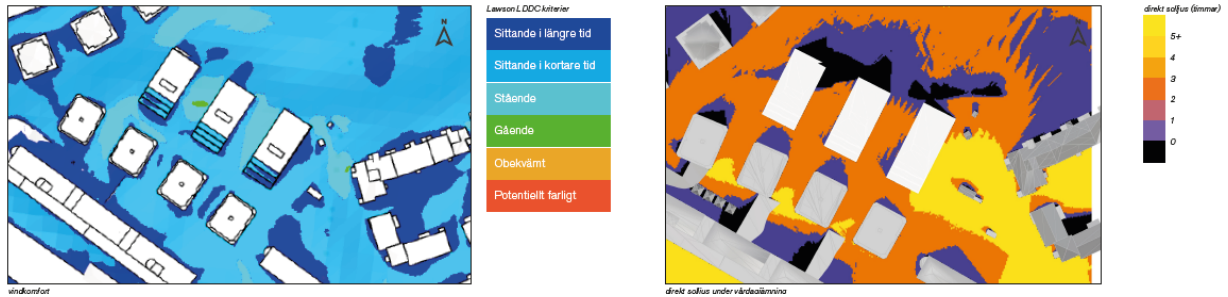 Lawson LDDC kriterier
N
Sittande i längre tid
Sittande i kortare tid
Stående
Gående
Obekvämt
Potentiellt farligt
vindkomfort
N
direkt solljus (timmar)
5+
4
3
2
1
0
direkt solljus under vårdagjämning